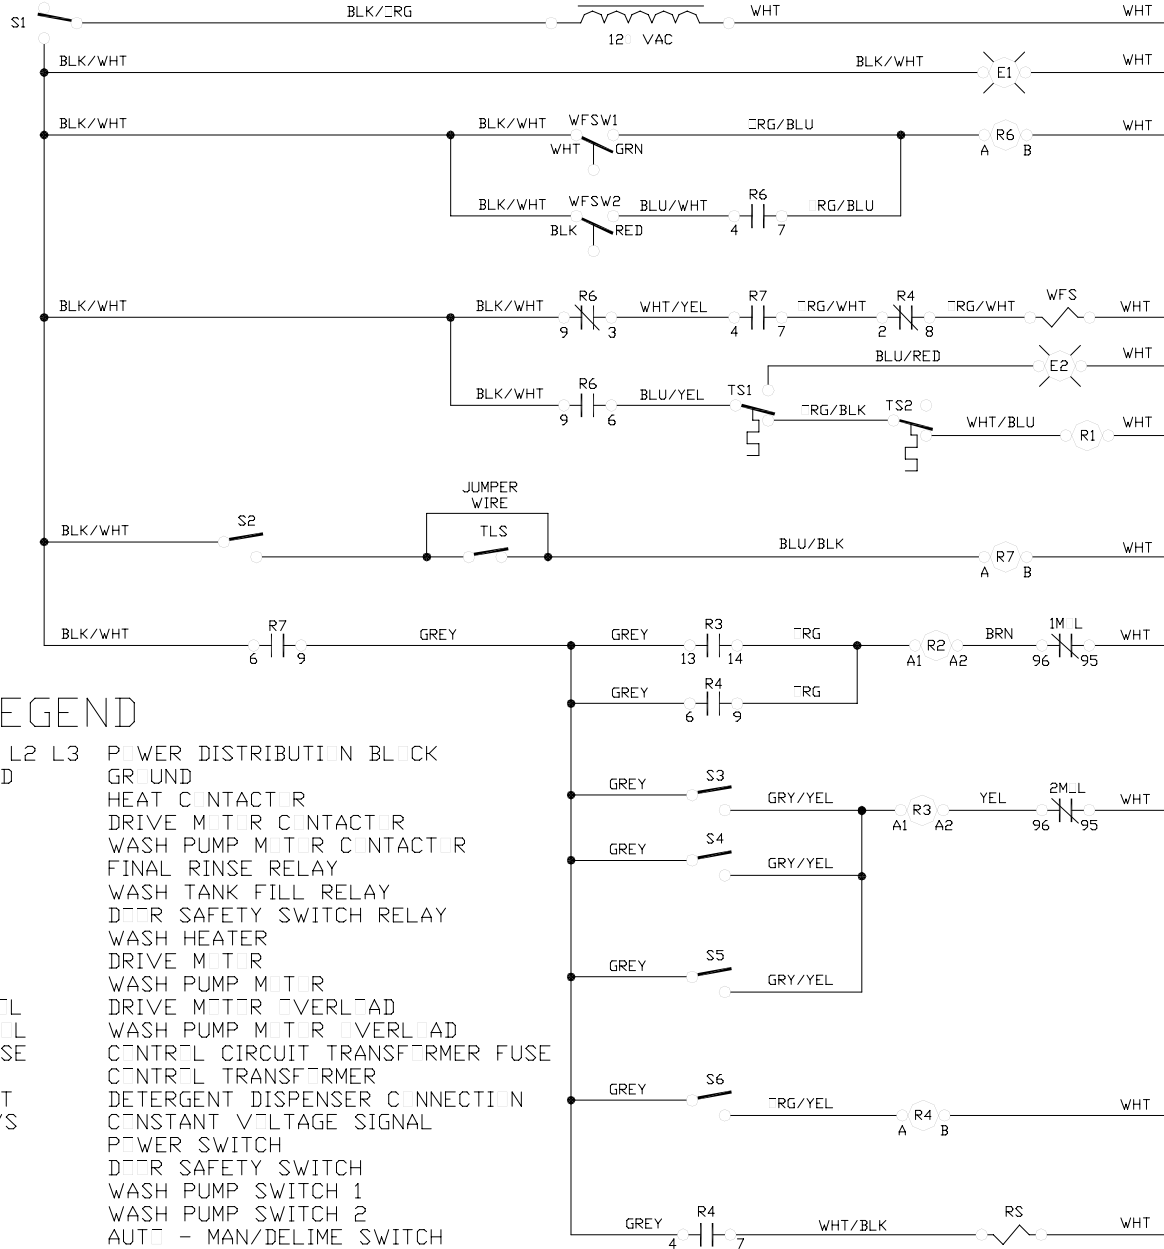 S1 BLK/ORG WHT WHT
120 VAC
BLK/WHT BLK/WHT E1 WHT
BLK/WHT BLK/WHT WFSW1 ORG/BLU R6 WHT
WHT GRN A B
BLK/WHT WFSW2 BLU/WHT R6 ORG/BLU
BLK RED 4 7
BLK/WHT BLK/WHT R6 WHT/YEL R7 ORG/WHT R4 ORG/WHT WFS WHT
9 3 4 7 2 8
BLU/RED E2 WHT
BLK/WHT R6 BLU/YEL TS1 ORG/BLK TS2 WHT/BLU R1 WHT
9 6
JUMPER
WIRE
BLK/WHT S2 TLS BLU/BLK R7 WHT
A B
BLK/WHT R7 GREY GREY R3 ORG R2 BRN 1MOL WHT
6 9 13 14 A1 A2 96 95
GREY R4 ORG
6 9
GREY S3 GRY/YEL R3 YEL 2MOL WHT
A1 A2 96 95
GREY S4 GRY/YEL
GREY S5 GRY/YEL
GREY S6 ORG/YEL R4 WHT
A B
GREY R4 WHT/BLK RS WHT
4 7
EGEND
L2 L3 POWER DISTRIBUTION BLOCK
D GROUND
HEAT CONTACTOR
DRIVE MOTOR CONTACTOR
WASH PUMP MOTOR CONTACTOR
FINAL RINSE RELAY
WASH TANK FILL RELAY
DOOR SAFETY SWITCH RELAY
WASH HEATER
DRIVE MOTOR
WASH PUMP MOTOR
OL DRIVE MOTOR OVERLOAD
OL WASH PUMP MOTOR OVERLOAD
SE CONTROL CIRCUIT TRANSFORMER FUSE
CONTROL TRANSFORMER
T DETERGENT DISPENSER CONNECTION
/S CONSTANT VOLTAGE SIGNAL
POWER SWITCH
DOOR SAFETY SWITCH
WASH PUMP SWITCH 1
WASH PUMP SWITCH 2
AUTO - MAN/DELIME SWITCH